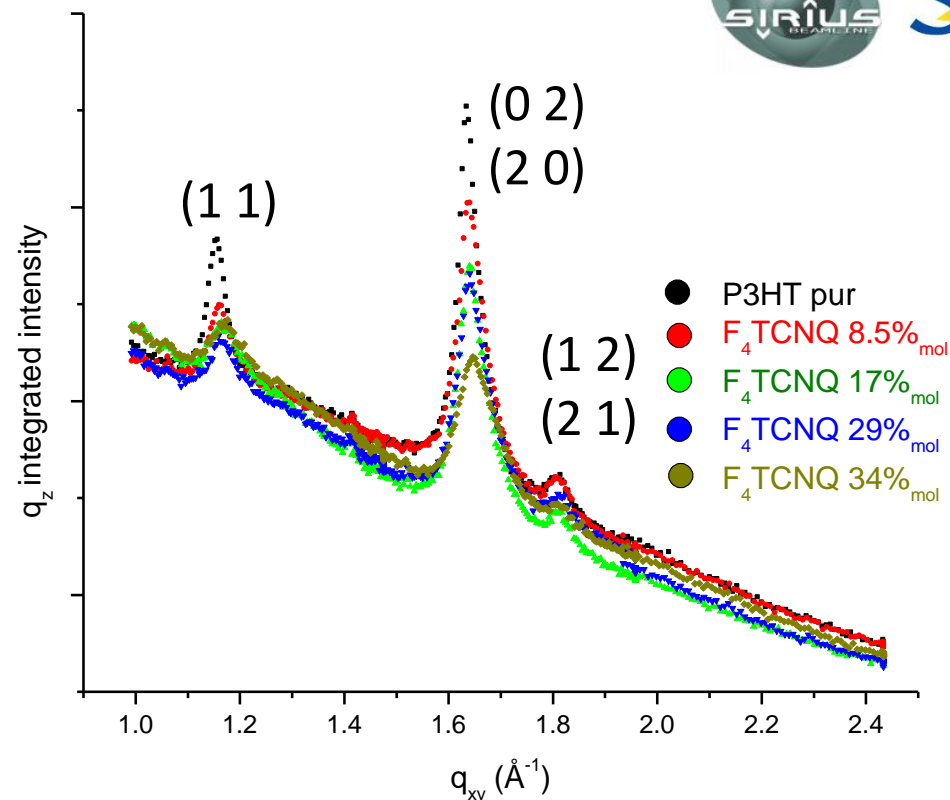 SIRIUS
BEAMLINE
(0 2)
(2 0)
(1 1)
P3HT pur
F4TCNQ 8.5%mol
(1 2)
F4TCNQ 17%mol
(2 1)
F4TCNQ 29%mol
F4TCNQ 34%mol
qz integrated intensity
1.0 1.2 1.4 1.6 1.8 2.0 2.2 2.4
qxy (Å-1)